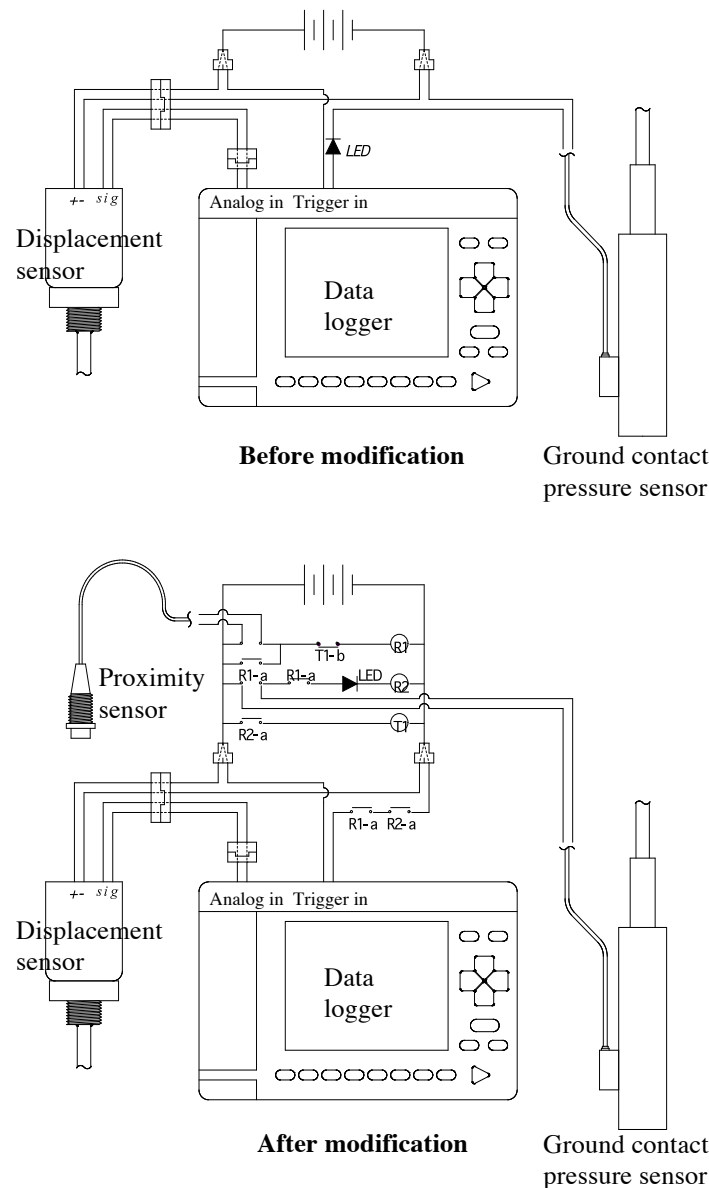 LED
+-
sig
Analog in
Trigger in
Displacement
sensor
Data
logger
Before modification
Ground contact
pressure sensor
T1-b
R1
Proximity
sensor
R1-a
R1-a
LED
R2
R2-a
T1
R1-a
R2-a
+-
sig
Analog in
Trigger in
Displacement
sensor
Data
logger
After modification
Ground contact
pressure sensor